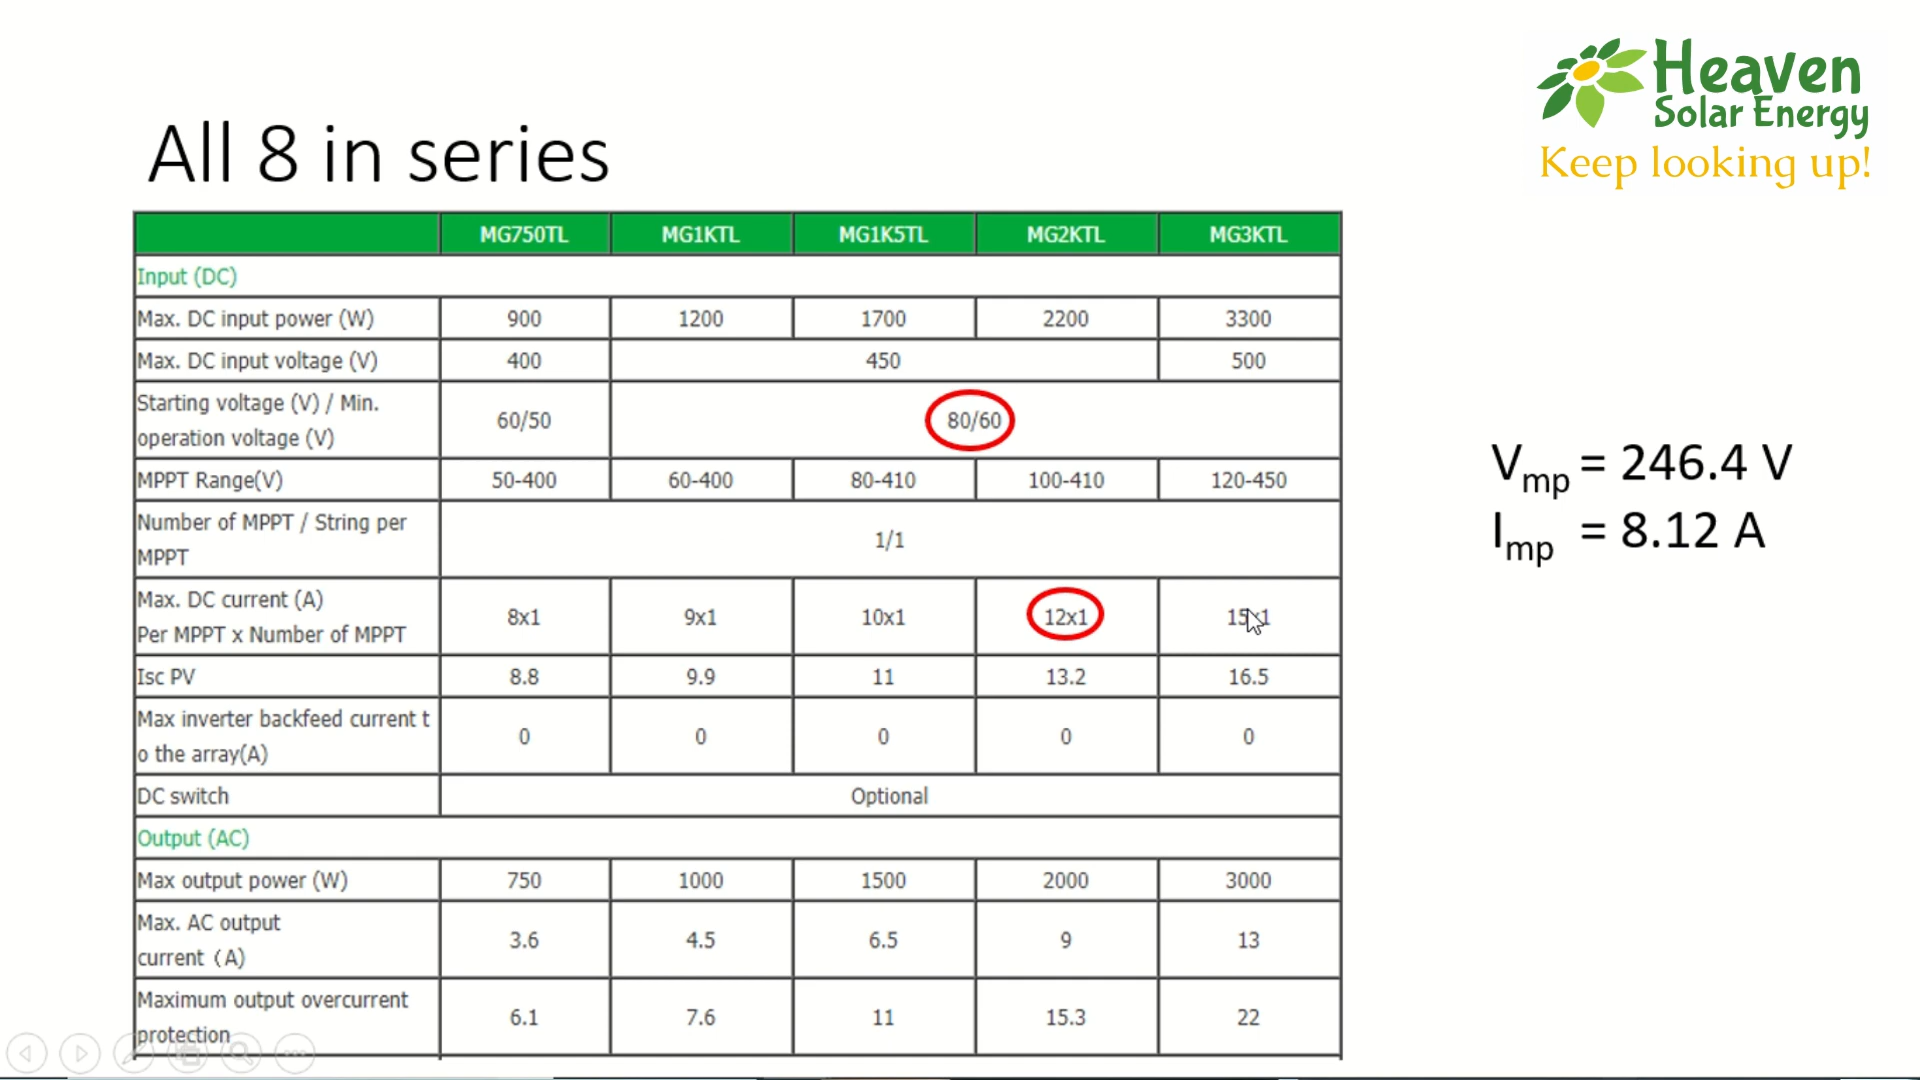 Heaven
Solar Energy
Keep looking up!
All 8 in series
MG750TL MG1KTL MG1K5TL MG2KTL MG3KTL
Input (DC)
Max. DC input power (W) 900 1200 1700 2200 3300
Max. DC input voltage (V) 400 450 500
Starting voltage (V) / Min.
operation voltage (V) 60/50 80/60
MPPT Range(V) 50-400 60-400 80-410 100-410 120-450
Number of MPPT / String per
MPPT 1/1
Max. DC current (A)
Per MPPT x Number of MPPT 8x1 9x1 10x1 12x1 15x1
Isc PV 8.8 9.9 11 13.2 16.5
Max inverter backfeed current t
o the array(A) 0 0 0 0 0
DC switch Optional
Output (AC)
Max output power (W) 750 1000 1500 2000 3000
Max. AC output
current (A) 3.6 4.5 6.5 9 13
Maximum output overcurrent
protection 6.1 7.6 11 15.3 22
Vmp = 246.4 V
Imp = 8.12 A